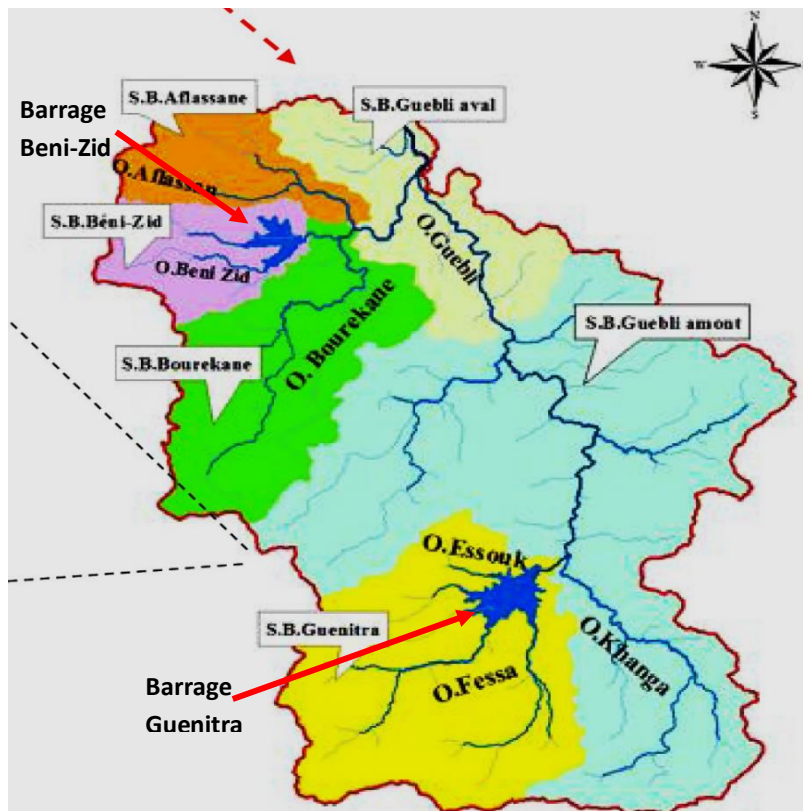 N
W
S
S.B.Aflassane
S.B.Guebli aval
Barrage
Beni-Zid
O.Aflassan
S.B.Béni-Zid
O.Beni Zid
O.Guebli
S.B.Guebli amont
O. Bourekane
S.B.Bourekane
O.Essouk
S.B.Guenitra
O.Khanga
O.Fessa
Barrage
Guenitra